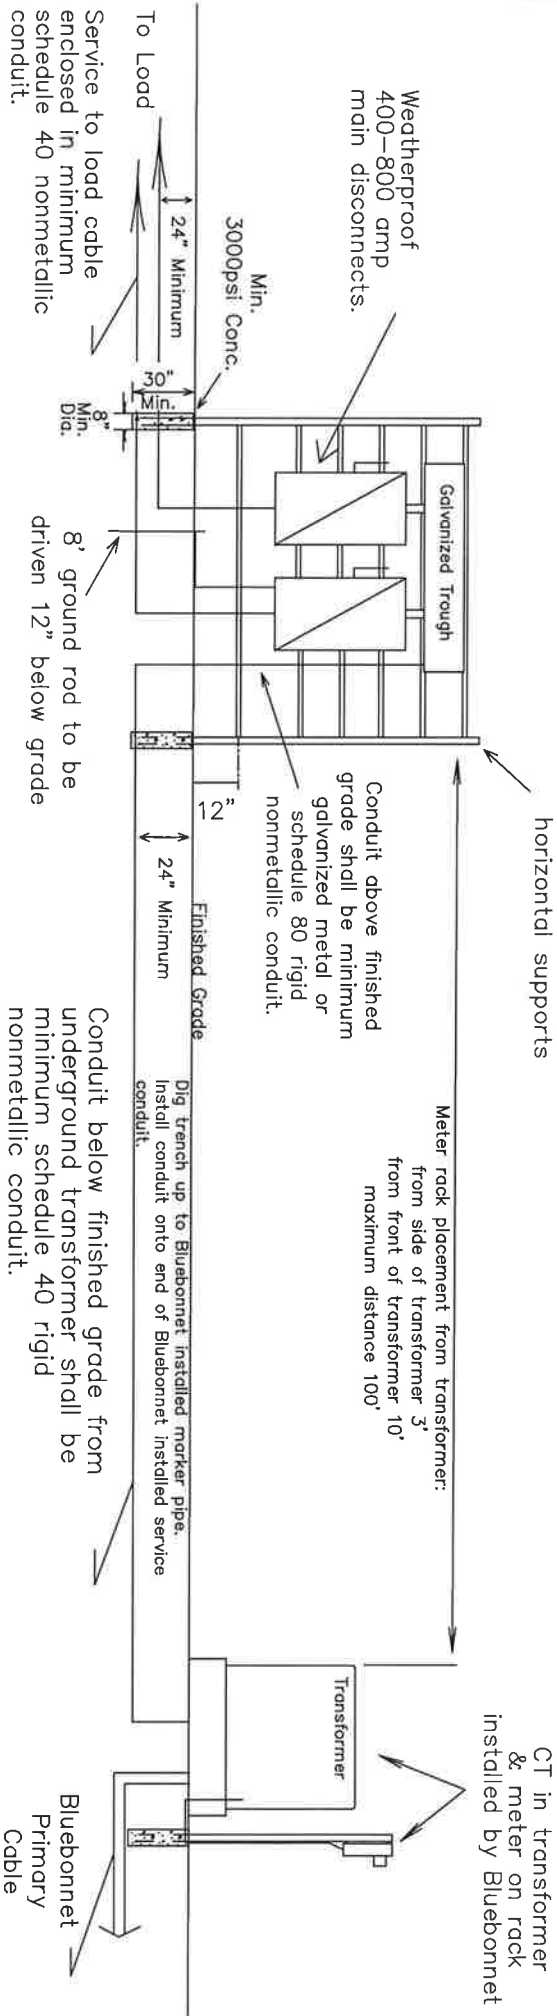 horizontal supports
CT in transformer
& meter on rack
installed by Bluebonnet
Weatherproof
400-800 amp
main disconnects.
Galvanized Trough
Meter rack placement from transformer:
from side of transformer 3'
from front of transformer 10'
maximum distance 100'
Transformer
Min.
3000psi Conc.
Conduit above finished
grade shall be minimum
galvanized metal or
schedule 80 rigid
nonmetallic conduit.
12"
Finished Grade
To Load
24" Minimum
30"
Min.
8"
Min.
Dia.
24" Minimum
Dig trench up to Bluebonnet installed marker pipe.
Install conduit onto end of Bluebonnet installed service
conduit.
Service to load cable
enclosed in minimum
schedule 40 nonmetallic
conduit.
8' ground rod to be
driven 12" below grade
Conduit below finished grade from
underground transformer shall be
minimum schedule 40 rigid
nonmetallic conduit.
Bluebonnet
Primary
Cable